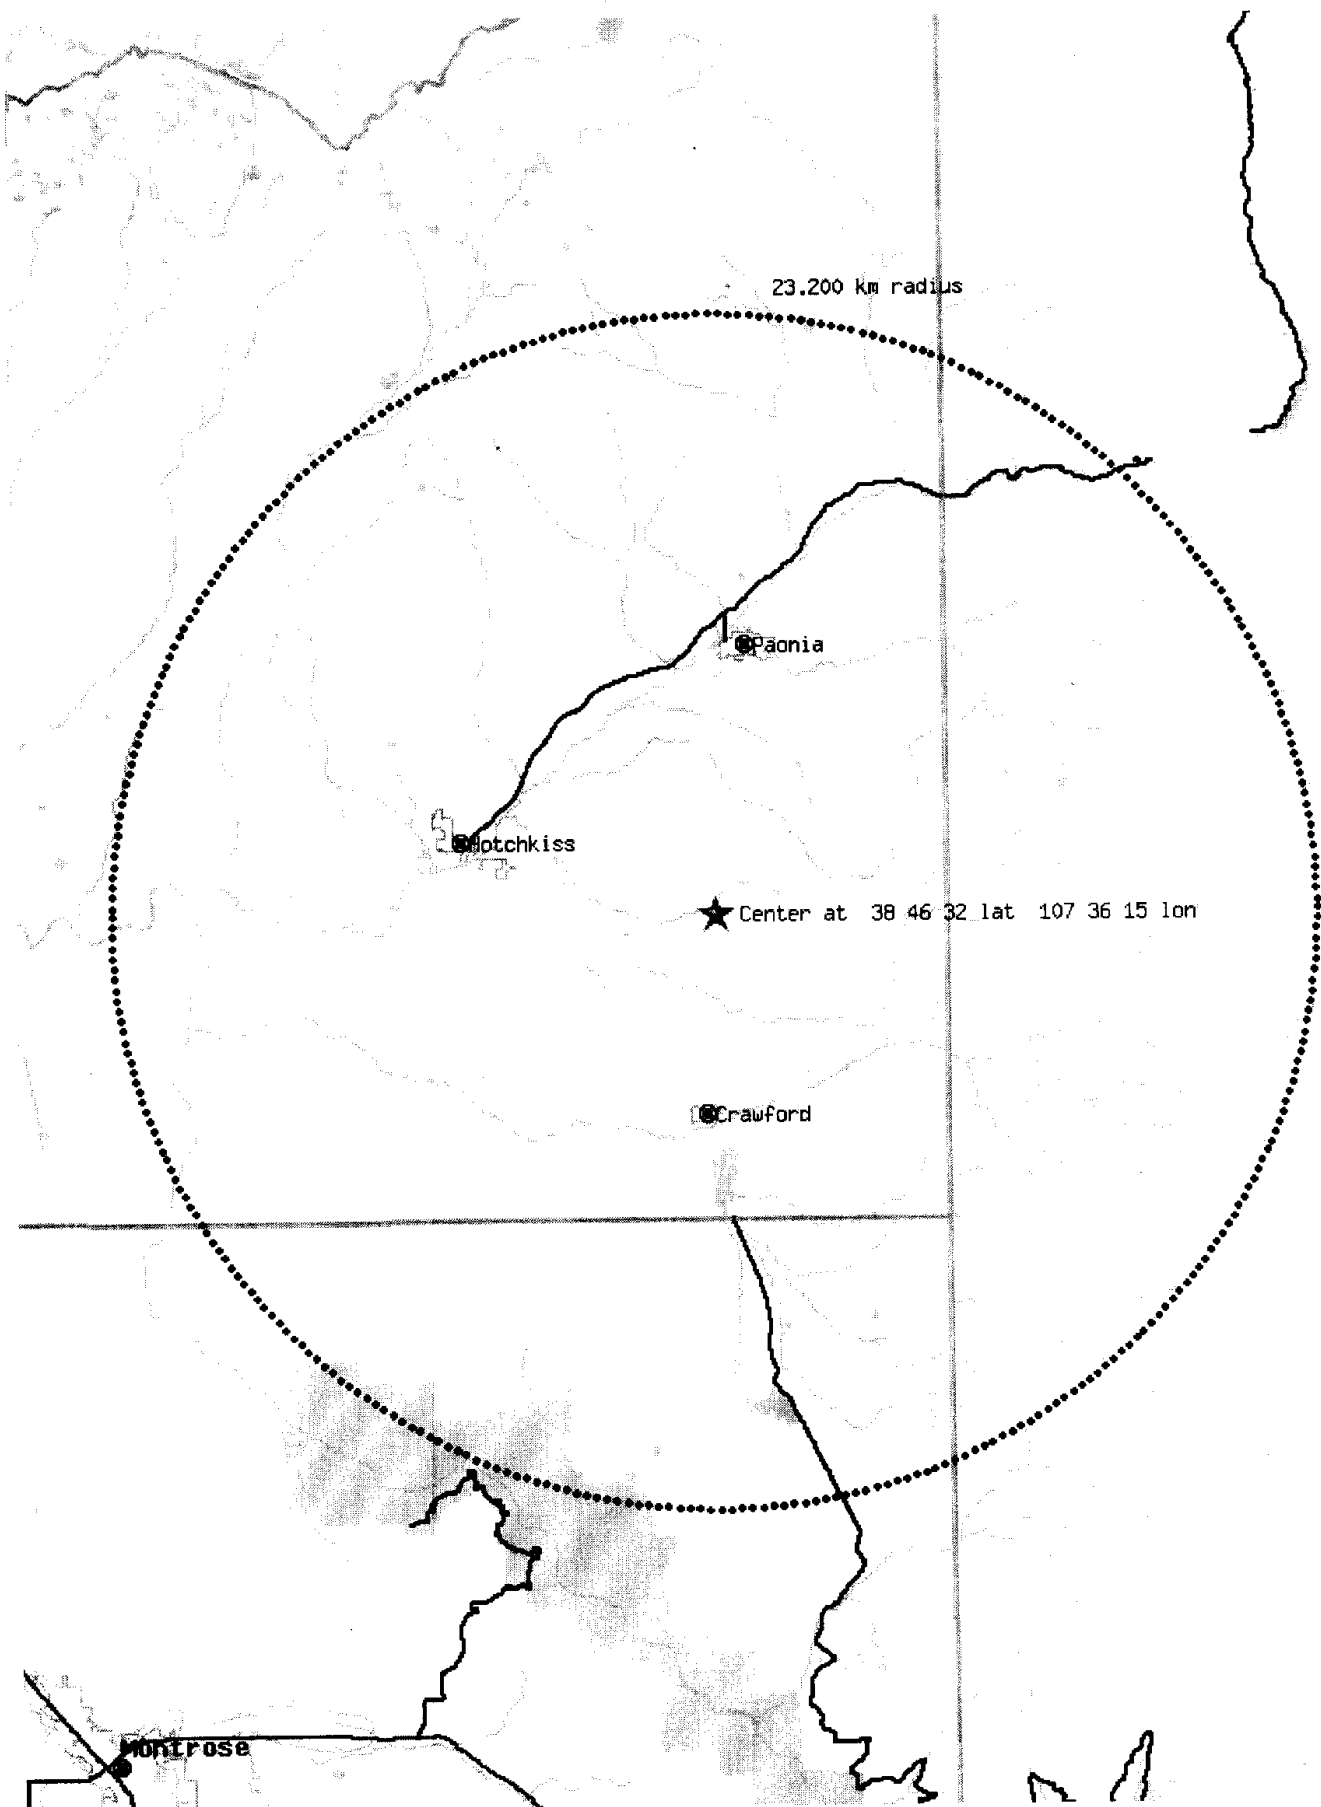 23.200 km radius
Paonia
Hotchkiss
Center at 38 46 32 lat 107 36 15 lon
Crawford
Montrose